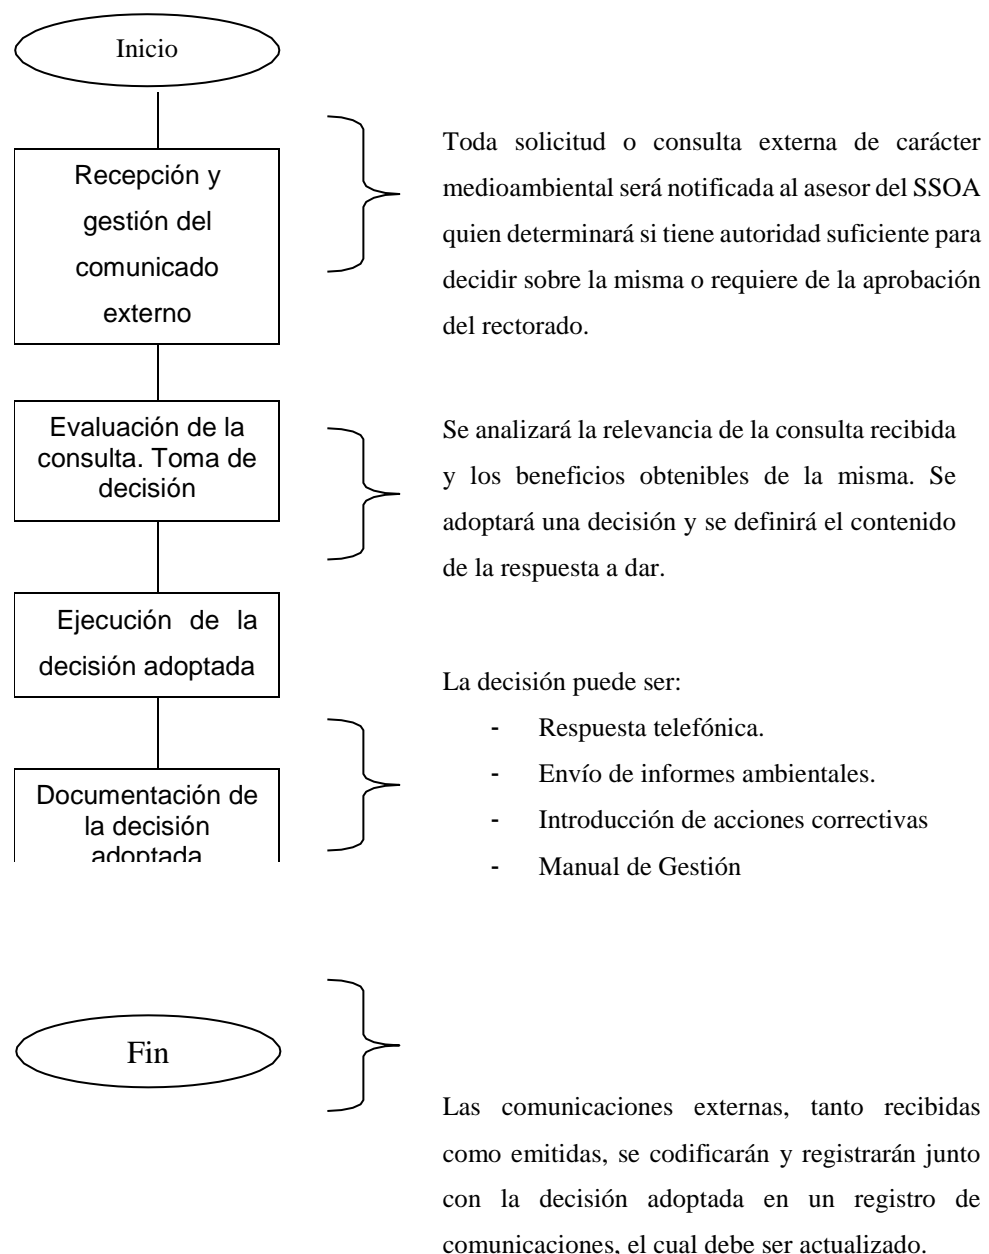 Inicio
Recepción y
gestión del
comunicado
externo
Toda solicitud o consulta externa de carácter
medioambiental será notificada al asesor del SSOA
quien determinará si tiene autoridad suficiente para
decidir sobre la misma o requiere de la aprobación
del rectorado.
Evaluación de la
consulta. Toma de
decisión
Se analizará la relevancia de la consulta recibida
y los beneficios obtenibles de la misma. Se
adoptará una decisión y se definirá el contenido
de la respuesta a dar.
Ejecución de la
decisión adoptada
La decisión puede ser:
- Respuesta telefónica.
- Envío de informes ambientales.
- Introducción de acciones correctivas
- Manual de Gestión
Documentación de
la decisión
adoptada
Fin
Las comunicaciones externas, tanto recibidas
como emitidas, se codificarán y registrarán junto
con la decisión adoptada en un registro de
comunicaciones, el cual debe ser actualizado.